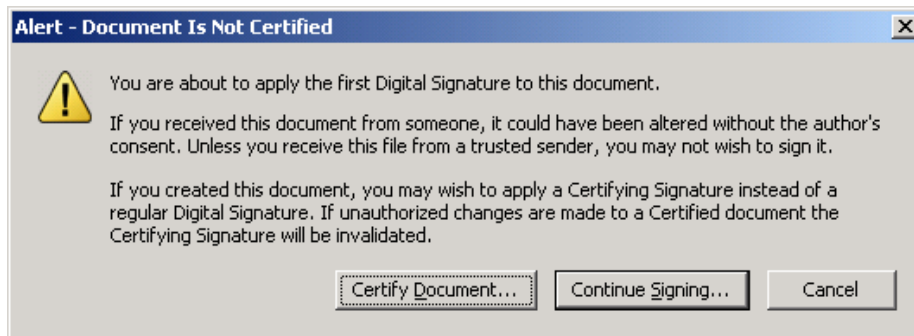 Alert - Document Is Not Certified
You are about to apply the first Digital Signature to this document.
If you received this document from someone, it could have been altered without the author's
consent. Unless you receive this file from a trusted sender, you may not wish to sign it.
If you created this document, you may wish to apply a Certifying Signature instead of a
regular Digital Signature. If unauthorized changes are made to a Certified document the
Certifying Signature will be invalidated.
Certify Document... Continue Signing... Cancel